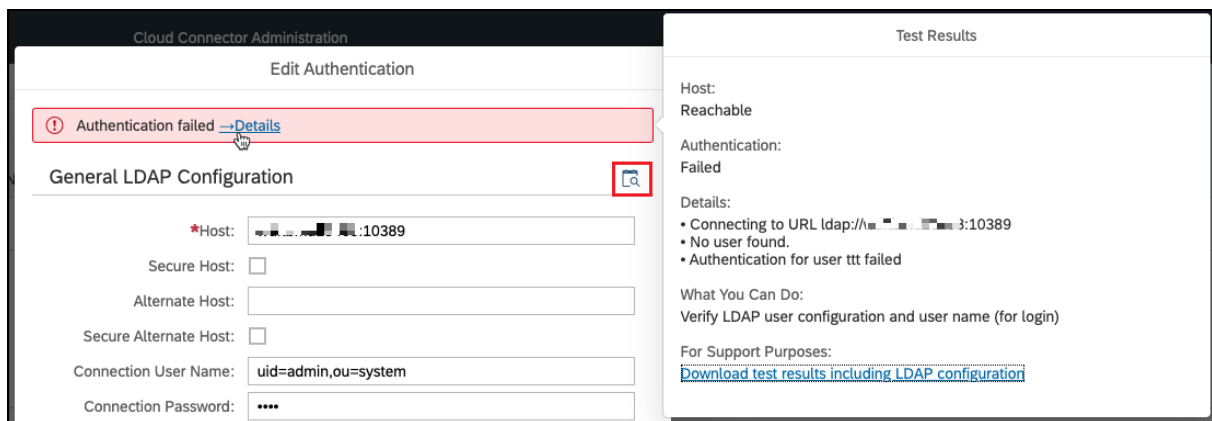 Cloud Connector Administration
Edit Authentication
Authentication failed →Details
General LDAP Configuration
*Host: :10389
Secure Host:
Alternate Host:
Secure Alternate Host:
Connection User Name: uid=admin,ou=system
Connection Password: ••••
Test Results
Host:
Reachable
Authentication:
Failed
Details:
• Connecting to URL ldap:// :10389
• No user found.
• Authentication for user ttt failed
What You Can Do:
Verify LDAP user configuration and user name (for login)
For Support Purposes:
Download test results including LDAP configuration